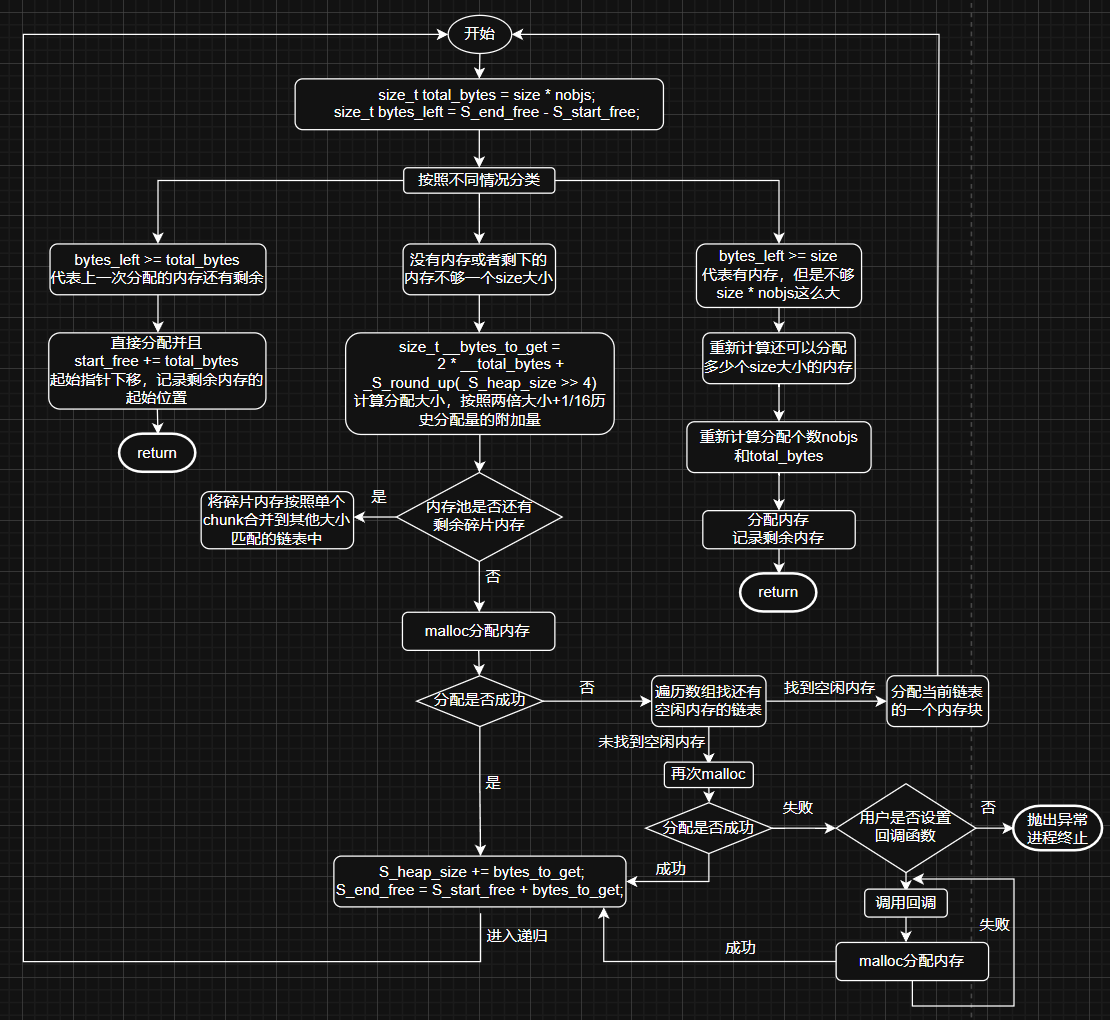 开始
size_t total_bytes = size * nobjs;
size_t bytes_left = S_end_free - S_start_free;
按照不同情况分类
bytes_left >= total_bytes
代表上一次分配的内存还有剩余
没有内存或者剩下的
内存不够一个size大小
bytes_left >= size
代表有内存，但是不够
size * nobjs这么大
直接分配并且
start_free += total_bytes
起始指针下移，记录剩余内存的
起始位置
size_t __bytes_to_get =
2 * __total_bytes +
_S_round_up(_S_heap_size >> 4)
计算分配大小，按照两倍大小+1/16历
史分配量的附加量
重新计算还可以分配
多少个size大小的内存
return
重新计算分配个数nobjs
和total_bytes
将碎片内存按照单个
chunk合并到其他大小
匹配的链表中
是
内存池是否还有
剩余碎片内存
分配内存
记录剩余内存
否
return
malloc分配内存
分配是否成功
否
遍历数组找还有
空闲内存的链表
找到空闲内存
分配当前链表
的一个内存块
未找到空闲内存
再次malloc
是
分配是否成功
失败
用户是否设置
回调函数
否
抛出异常
进程终止
成功
S_heap_size += bytes_to_get;
S_end_free = S_start_free + bytes_to_get;
调用回调
失败
进入递归
成功
malloc分配内存